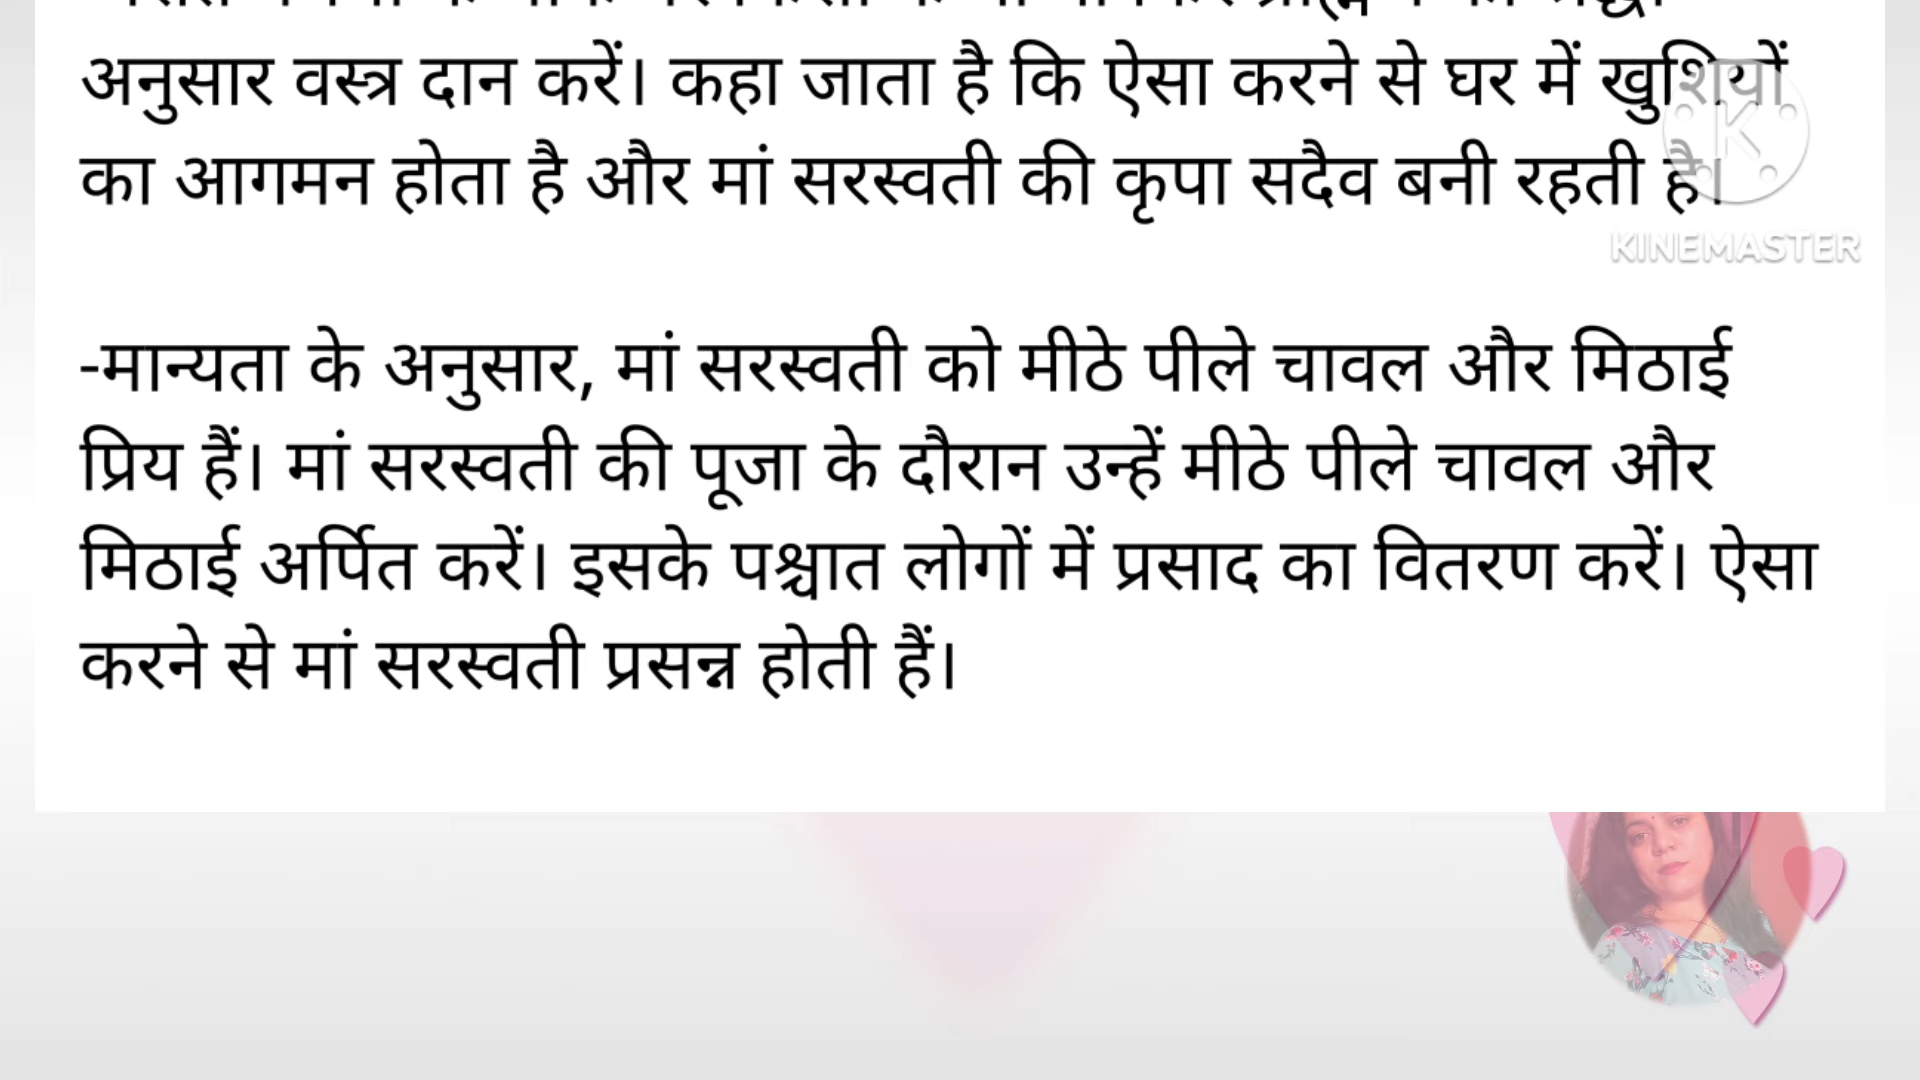 अनुसार वस्त्र दान करें। कहा जाता है कि ऐसा करने से घर में खुशियों
का आगमन होता है और मां सरस्वती की कृपा सदैव बनी रहती है।
K
KINEMASTER
-मान्यता के अनुसार, मां सरस्वती को मीठे पीले चावल और मिठाई
प्रिय हैं। मां सरस्वती की पूजा के दौरान उन्हें मीठे पीले चावल और
मिठाई अर्पित करें। इसके पश्चात लोगों में प्रसाद का वितरण करें। ऐसा
करने से मां सरस्वती प्रसन्न होती हैं।